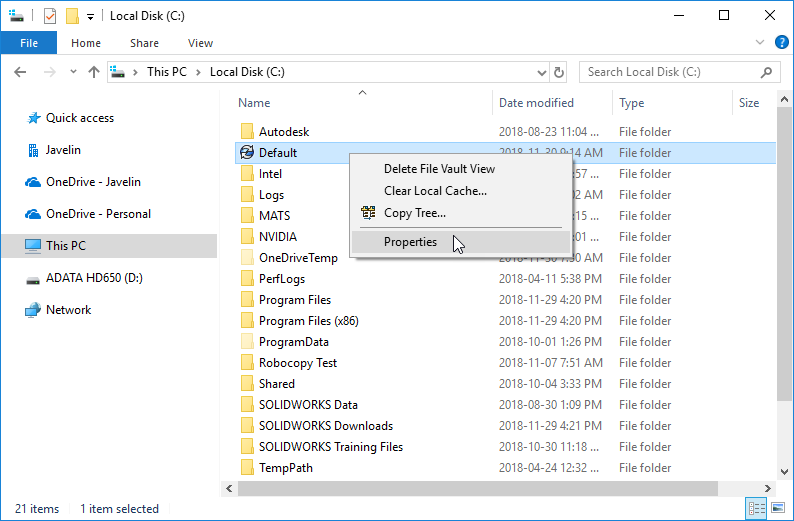 Local Disk (C:)
File Home Share View
This PC Local Disk (C:) Search Local Disk (C:)
Name Date modified Type Size
Quick access
Javelin
OneDrive - Javelin
OneDrive - Personal
This PC
ADATA HD650 (D:)
Network
Autodesk 2018-08-23 11:04 ... File folder
Default 2018-11-30 9:14 AM File folder
Intel :57 ... File folder
Logs 02 AM File folder
MATS :15 ... File folder
NVIDIA :01 ... File folder
OneDriveTemp 2018-11-30 7:50 AM File folder
PerfLogs 2018-04-11 5:38 PM File folder
Program Files 2018-11-29 4:20 PM File folder
Program Files (x86) 2018-11-29 4:20 PM File folder
ProgramData 2018-10-01 1:26 PM File folder
Robocopy Test 2018-11-07 7:51 AM File folder
Shared 2018-10-04 3:33 PM File folder
SOLIDWORKS Data 2018-08-30 1:09 PM File folder
SOLIDWORKS Downloads 2018-11-29 4:21 PM File folder
SOLIDWORKS Training Files 2018-10-30 11:18 ... File folder
TempPath 2018-04-24 12:32 ... File folder
Delete File Vault View
Clear Local Cache...
Copy Tree...
Properties
21 items 1 item selected